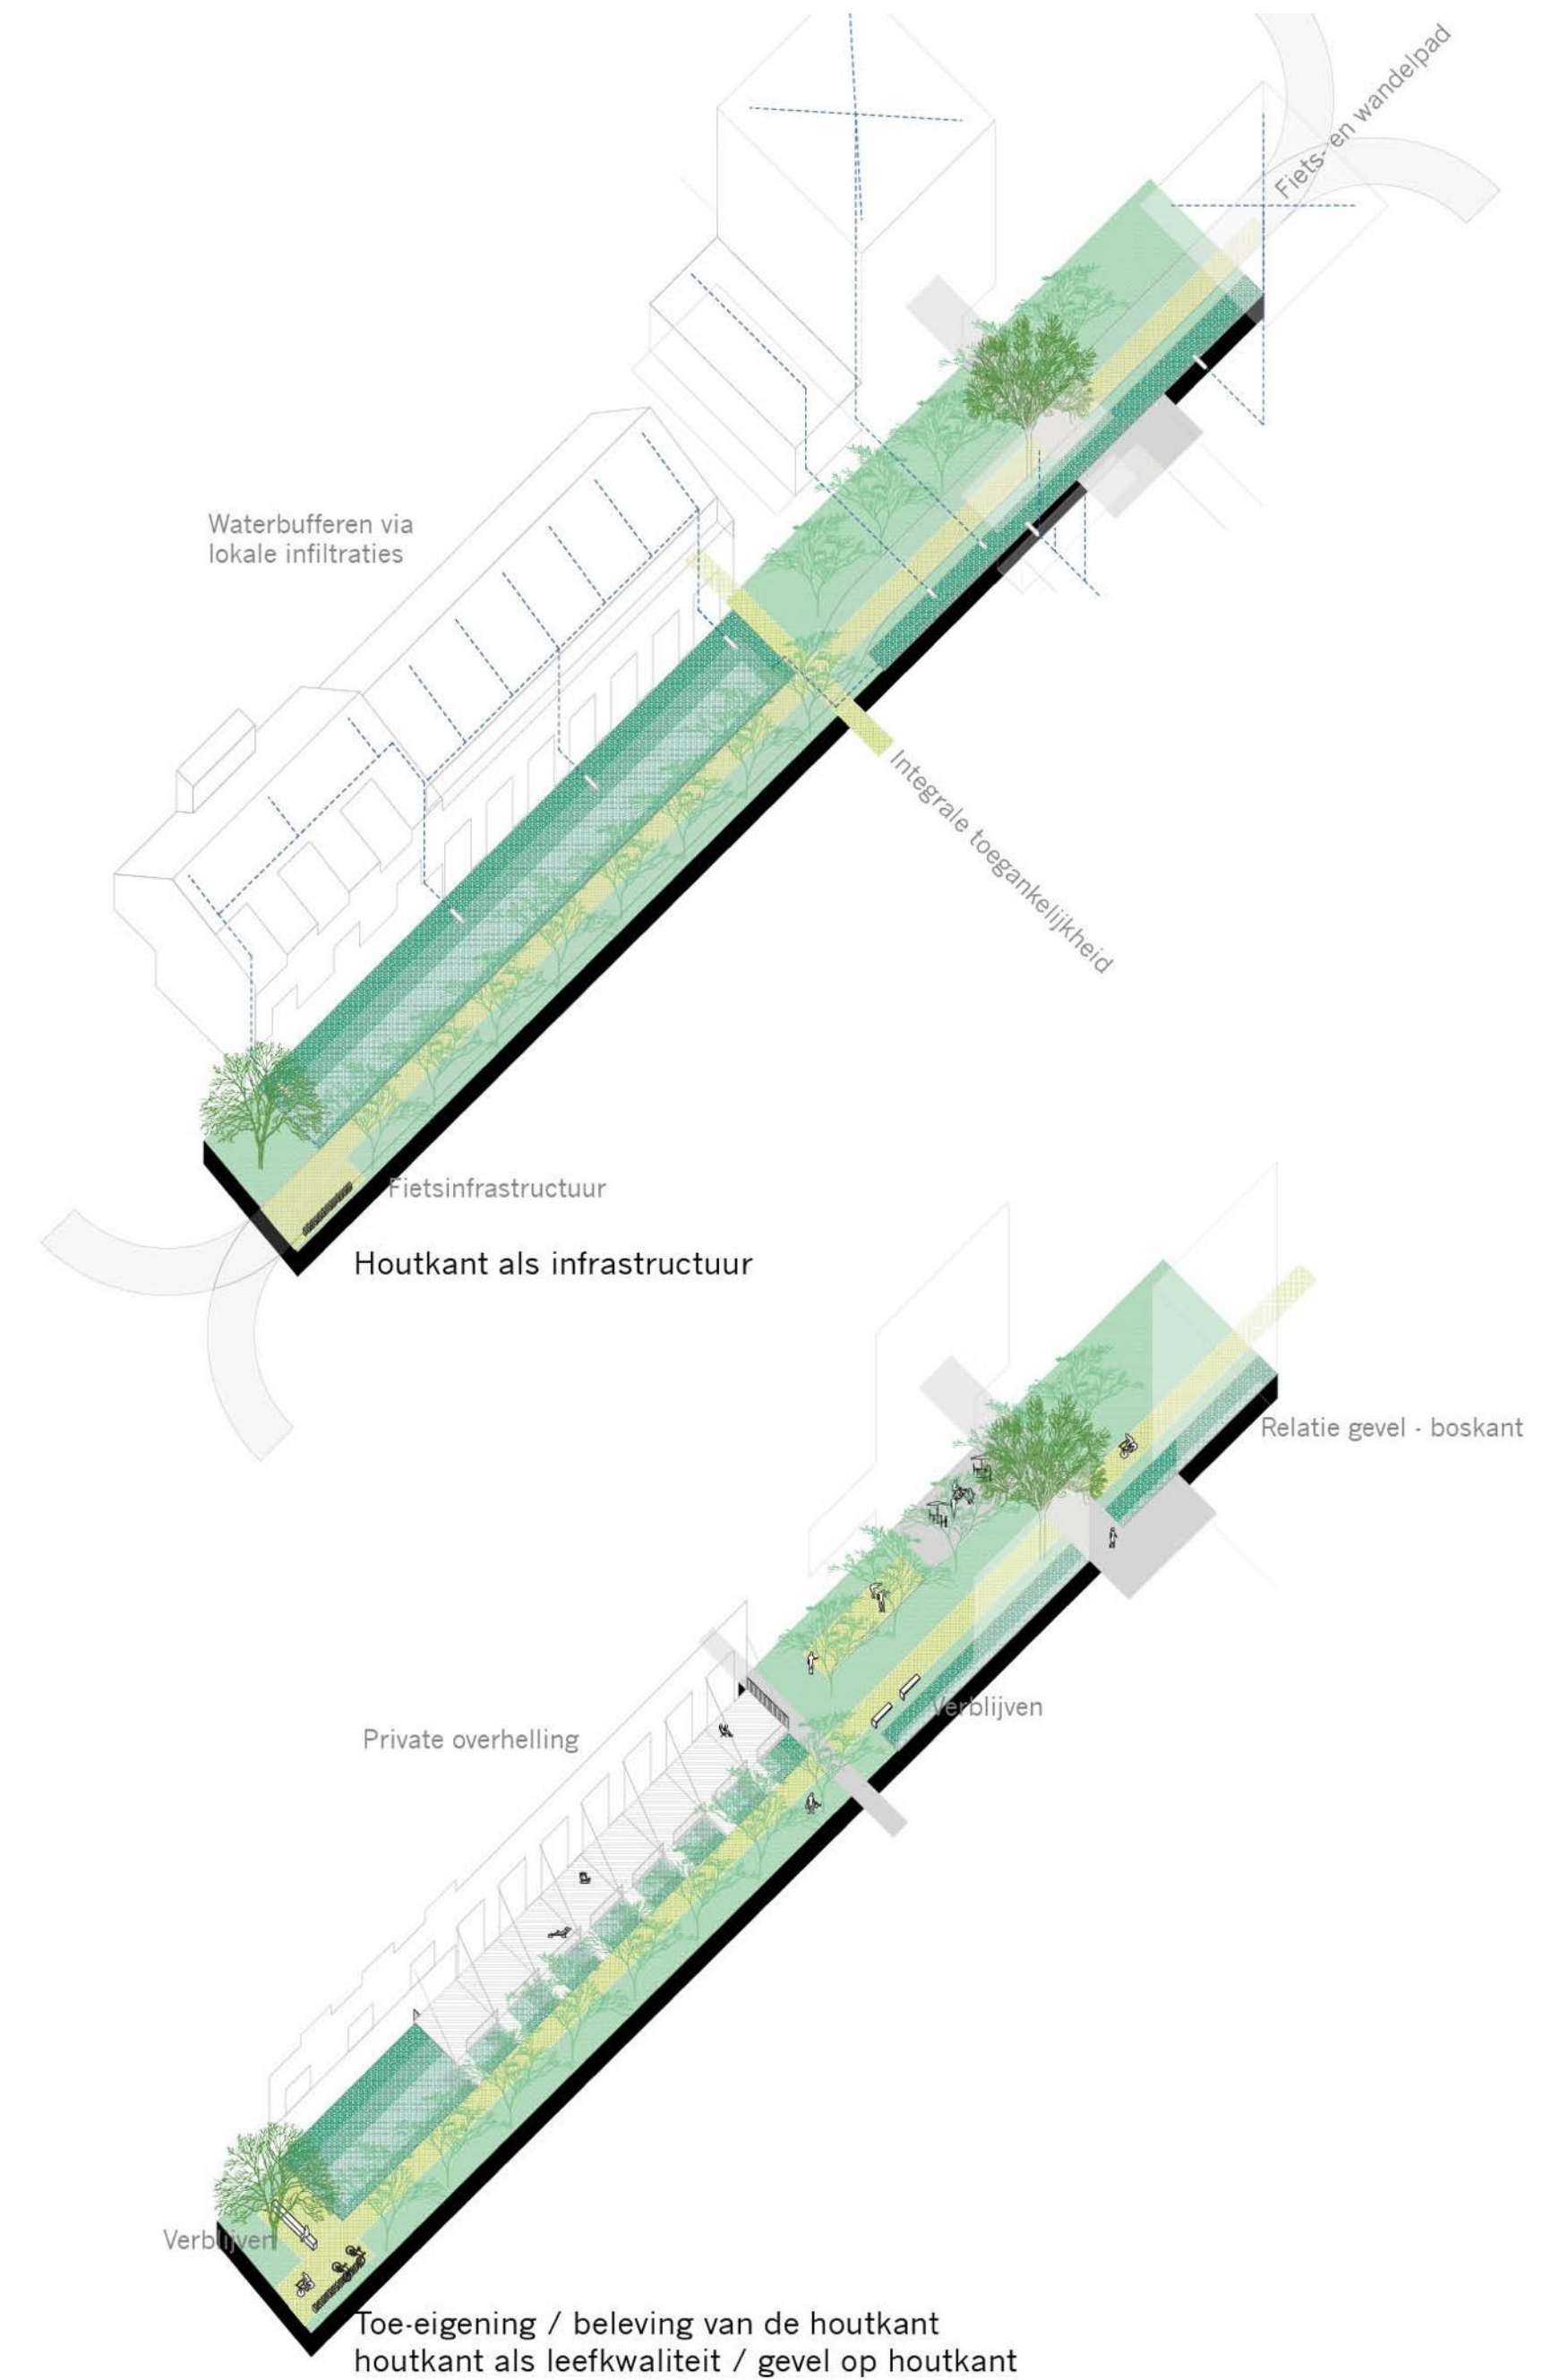 Fiets- en wandelpad
Waterbufferen via
lokale infiltraties
Integrale toegankelijkheid
Fietsinfrastructuur
Houtkant als infrastructuur
Relatie gevel - boskant
Verblijven
Private overhelling
Verblijven
Toe-eigening / beleving van de houtkant
houtkant als leefkwaliteit / gevel op houtkant